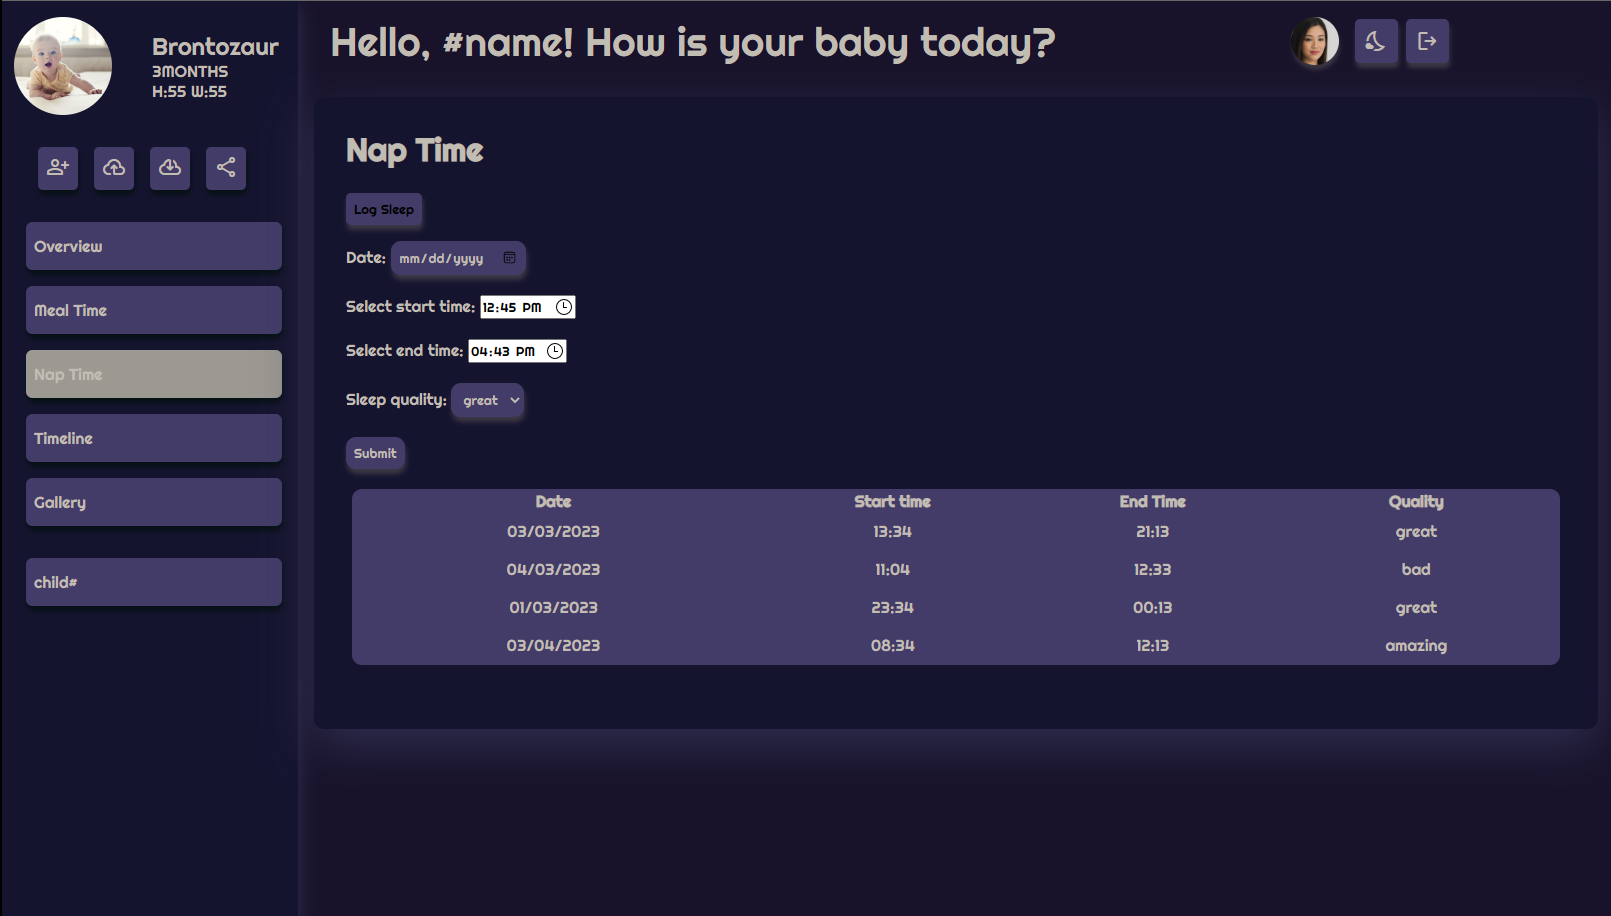 Brontozaur
3MONTHS
H:55 W:55
Overview
Meal Time
Nap Time
Timeline
Gallery
child#
Hello, #name! How is your baby today?
Nap Time
Log Sleep
Date: mm/dd/yyyy
Select start time: 12:45 PM
Select end time: 04:43 PM
Sleep quality: great
Submit
Date Start time End Time Quality
03/03/2023 13:34 21:13 great
04/03/2023 11:04 12:33 bad
01/03/2023 23:34 00:13 great
03/04/2023 08:34 12:13 amazing